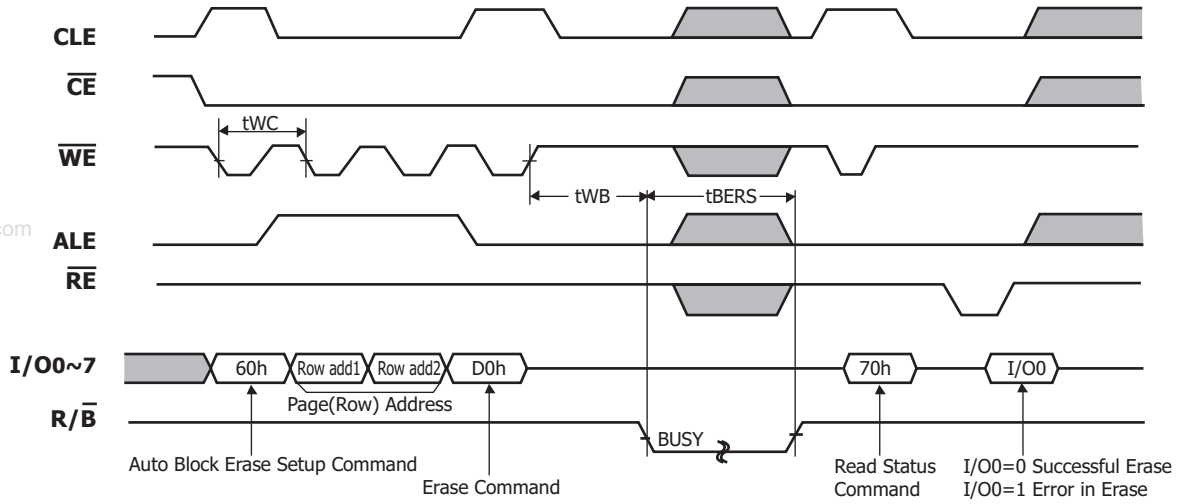 CLE
CE
tWC
WE
tWB
tBERS
com
ALE
RE
I/O0~7
60h
Row add1
Row add2
D0h
70h
I/O0
Page(Row) Address
R/B
BUSY
Auto Block Erase Setup Command
Erase Command
Read Status
Command
I/O0=0 Successful Erase
I/O0=1 Error in Erase